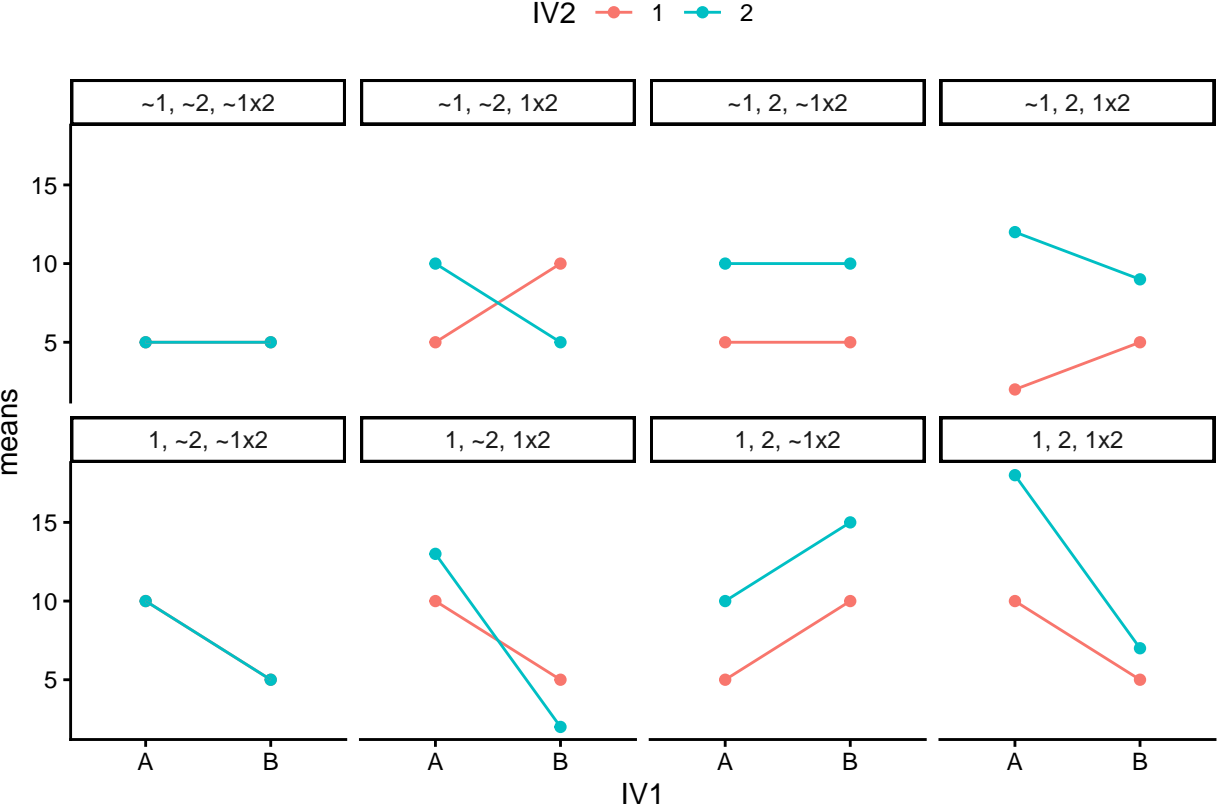 IV2 1 2
~1, ~2, ~1x2 ~1, ~2, 1x2 ~1, 2, ~1x2 ~1, 2, 1x2
15
10
5
means
1, ~2, ~1x2 1, ~2, 1x2 1, 2, ~1x2 1, 2, 1x2
15
10
5
A B A B A B A B
IV1